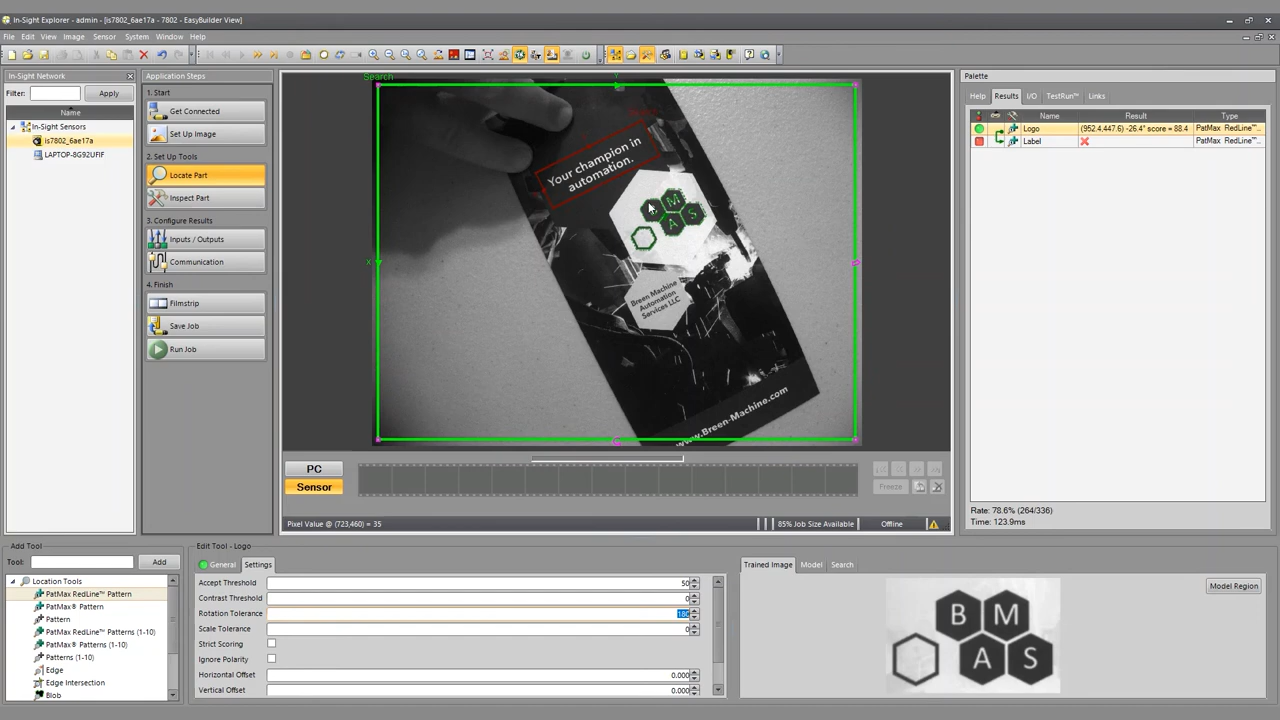 In-Sight Explorer - admin - [is7802_6ae17a - 7802 - EasyBuilder View]
File Edit View Image Sensor System Window Help
In-Sight Network
Filter: Apply
Name
In-Sight Sensors
is7802_6ae17a
LAPTOP-8G92UFIF
Application Steps
1. Start
Get Connected
Set Up Image
2. Set Up Tools
Locate Part
Inspect Part
3. Configure Results
Inputs / Outputs
Communication
4. Finish
Filmstrip
Save Job
Run Job
Search
Y
X
Your champion in
automation.
M
A S
Breen Machine
Automation
Services LLC
www.Breen-Machine.com
PC
Sensor
Freeze
Pixel Value @ (723,460) = 35
85% Job Size Available
Offline
Palette
Help Results I/O TestRun™ Links
Name Result Type
Logo (952.4,447.6) -26.4° score = 88.4 PatMax RedLine™
Label PatMax RedLine™
Rate: 78.6% (264/336)
Time: 123.9ms
Add Tool
Tool: Add
Location Tools
PatMax RedLine™ Pattern
PatMax® Pattern
Pattern
PatMax RedLine™ Patterns (1-10)
PatMax® Patterns (1-10)
Patterns (1-10)
Edge
Edge Intersection
Blob
Edit Tool - Logo
General Settings
Accept Threshold 50
Contrast Threshold 0
Rotation Tolerance 180
Scale Tolerance 0
Strict Scoring
Ignore Polarity
Horizontal Offset 0.000
Vertical Offset 0.000
Trained Image Model Search
Model Region
B M
A S